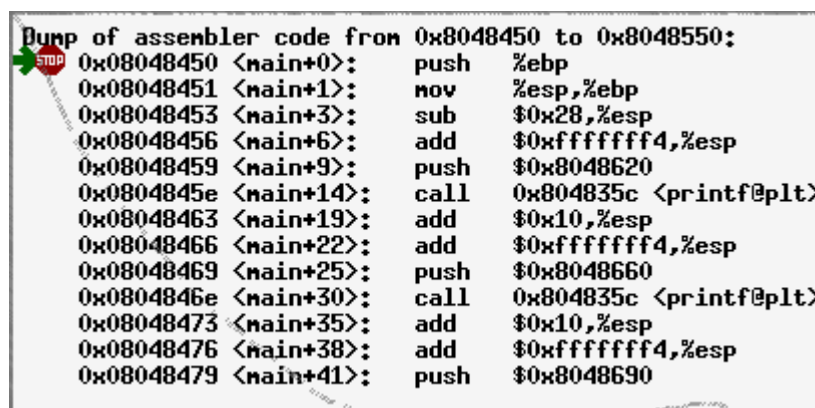 Dump of assembler code from 0x8048450 to 0x8048550:
STOP 0x08048450 <main+0>: push %ebp
0x08048451 <main+1>: mov %esp,%ebp
0x08048453 <main+3>: sub $0x28,%esp
0x08048456 <main+6>: add $0xfffffff4,%esp
0x08048459 <main+9>: push $0x8048620
0x0804845e <main+14>: call 0x804835c <printf@plt>
0x08048463 <main+19>: add $0x10,%esp
0x08048466 <main+22>: add $0xfffffff4,%esp
0x08048469 <main+25>: push $0x8048660
0x0804846e <main+30>: call 0x804835c <printf@plt>
0x08048473 <main+35>: add $0x10,%esp
0x08048476 <main+38>: add $0xfffffff4,%esp
0x08048479 <main+41>: push $0x8048690